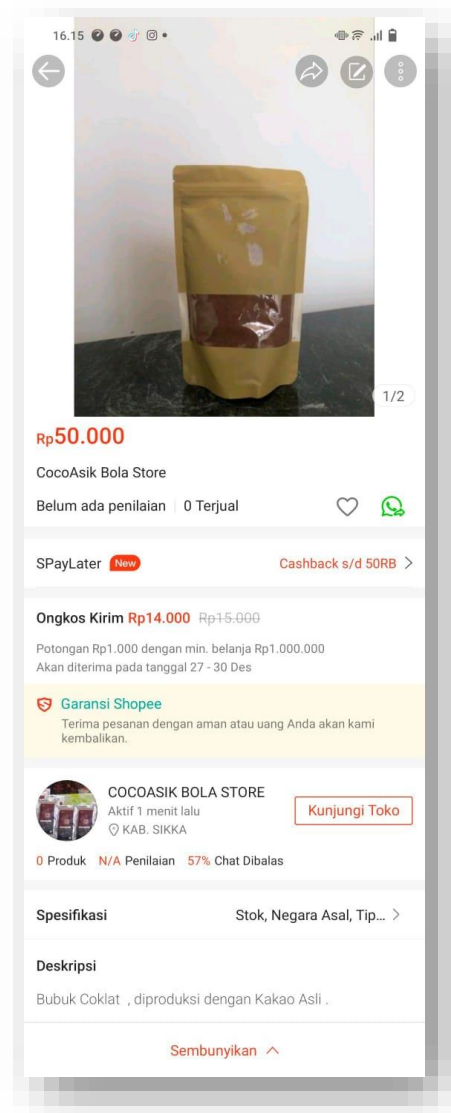 16.15
1/2
Rp50.000
CocoAsik Bola Store
Belum ada penilaian 0 Terjual
SPayLater New Cashback s/d 50RB
Ongkos Kirim Rp14.000 Rp15.000
Potongan Rp1.000 dengan min. belanja Rp1.000.000
Akan diterima pada tanggal 27 - 30 Des
Garansi Shopee
Terima pesanan dengan aman atau uang Anda akan kami
kembalikan.
COCOASIK BOLA STORE
Aktif 1 menit lalu
KAB. SIKKA
Kunjungi Toko
0 Produk N/A Penilaian 57% Chat Dibalas
Spesifikasi Stok, Negara Asal, Tip...
Deskripsi
Bubuk Coklat , diproduksi dengan Kakao Asli .
Sembunyikan